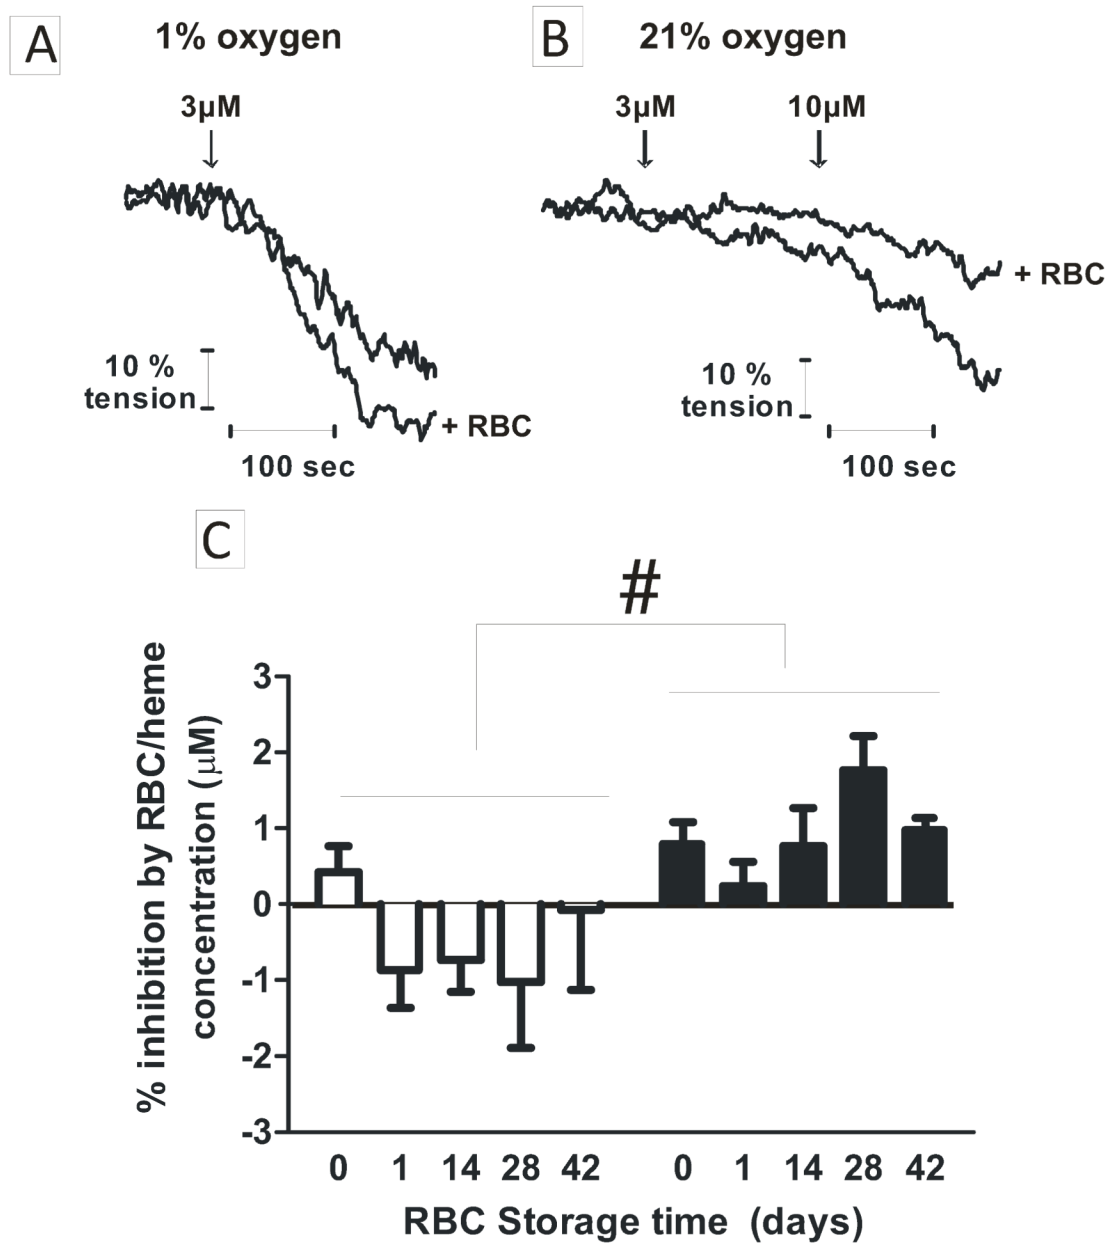 A
1% oxygen
B
21% oxygen
3µM
3µM
10µM
+ RBC
10 %
tension
+ RBC
100 sec
10 %
tension
100 sec
C
#
% inhibition by RBC/heme
concentration (µM)
3
2
1
0
-1
-2
-3
0 1 14 28 42 0 1 14 28 42
RBC Storage time (days)